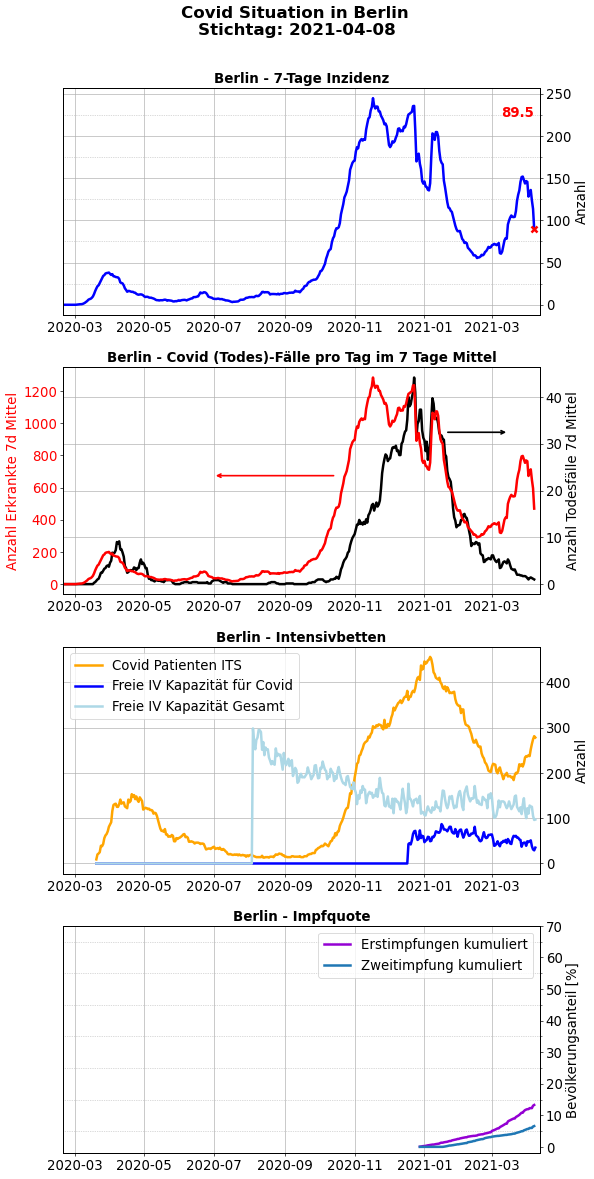 Covid Situation in Berlin
Stichtag: 2021-04-08
Berlin - 7-Tage Inzidenz
89.5
250
200
150
100
50
0
Anzahl
2020-03 2020-05 2020-07 2020-09 2020-11 2021-01 2021-03
Berlin - Covid (Todes)-Fälle pro Tag im 7 Tage Mittel
Anzahl Erkrankte 7d Mittel
1200
1000
800
600
400
200
0
40
30
20
10
0
Anzahl Todesfälle 7d Mittel
2020-03 2020-05 2020-07 2020-09 2020-11 2021-01 2021-03
Berlin - Intensivbetten
Covid Patienten ITS
Freie IV Kapazität für Covid
Freie IV Kapazität Gesamt
400
300
200
100
0
Anzahl
2020-03 2020-05 2020-07 2020-09 2020-11 2021-01 2021-03
Berlin - Impfquote
Erstimpfungen kumuliert
Zweitimpfung kumuliert
70
60
50
40
30
20
10
0
Bevölkerungsanteil [%]
2020-03 2020-05 2020-07 2020-09 2020-11 2021-01 2021-03